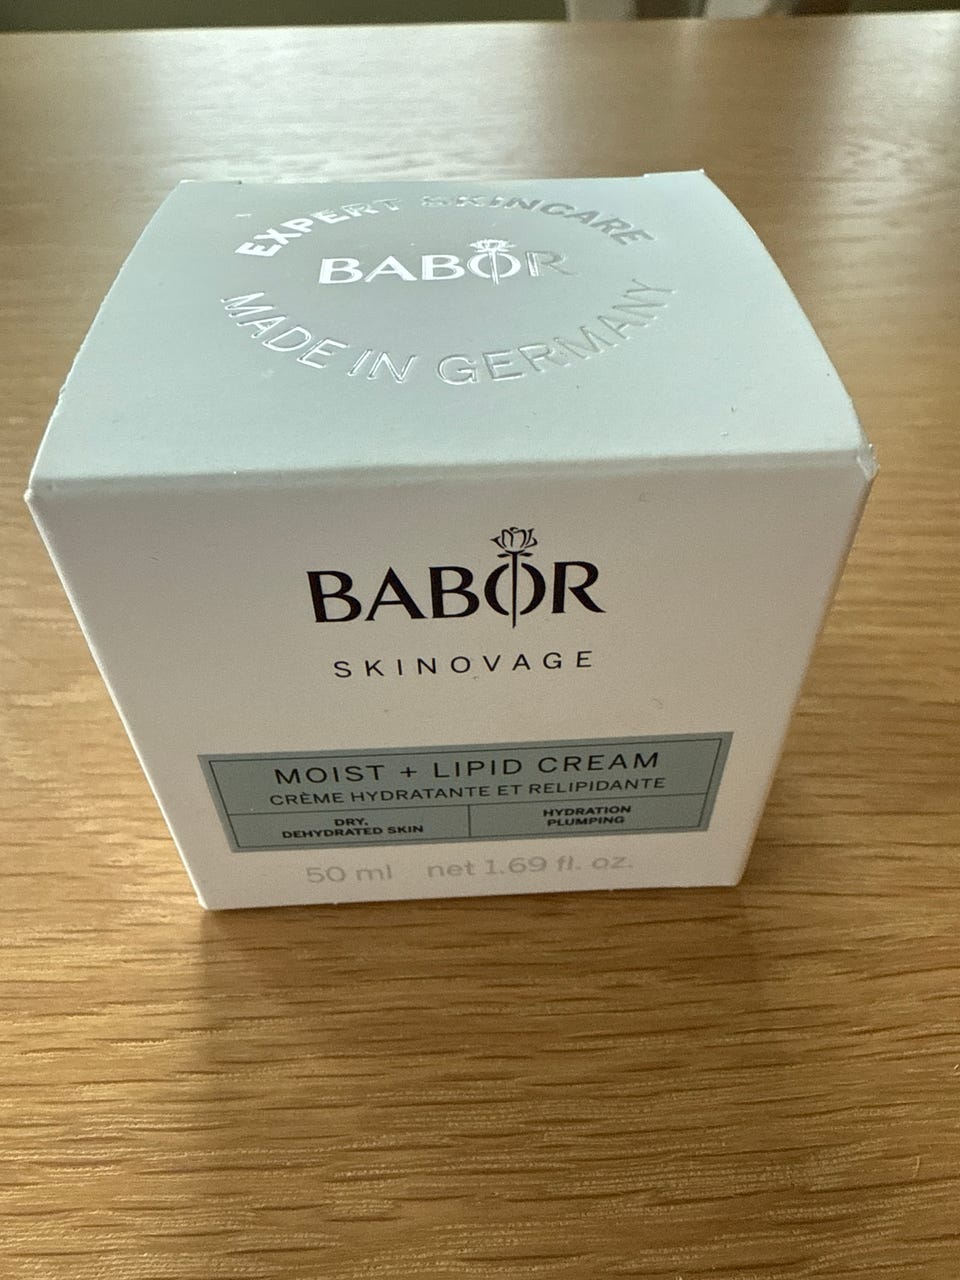 EXPERT SKINCARE
BABOR
MADE IN GERMANY
BABOR
SKINOVAGE
MOIST + LIPID CREAM
CRÈME HYDRATANTE ET RELIPIDANTE
DRY,
DEHYDRATED SKIN
HYDRATION
PLUMPING
50 ml net 1.69 fl. oz.